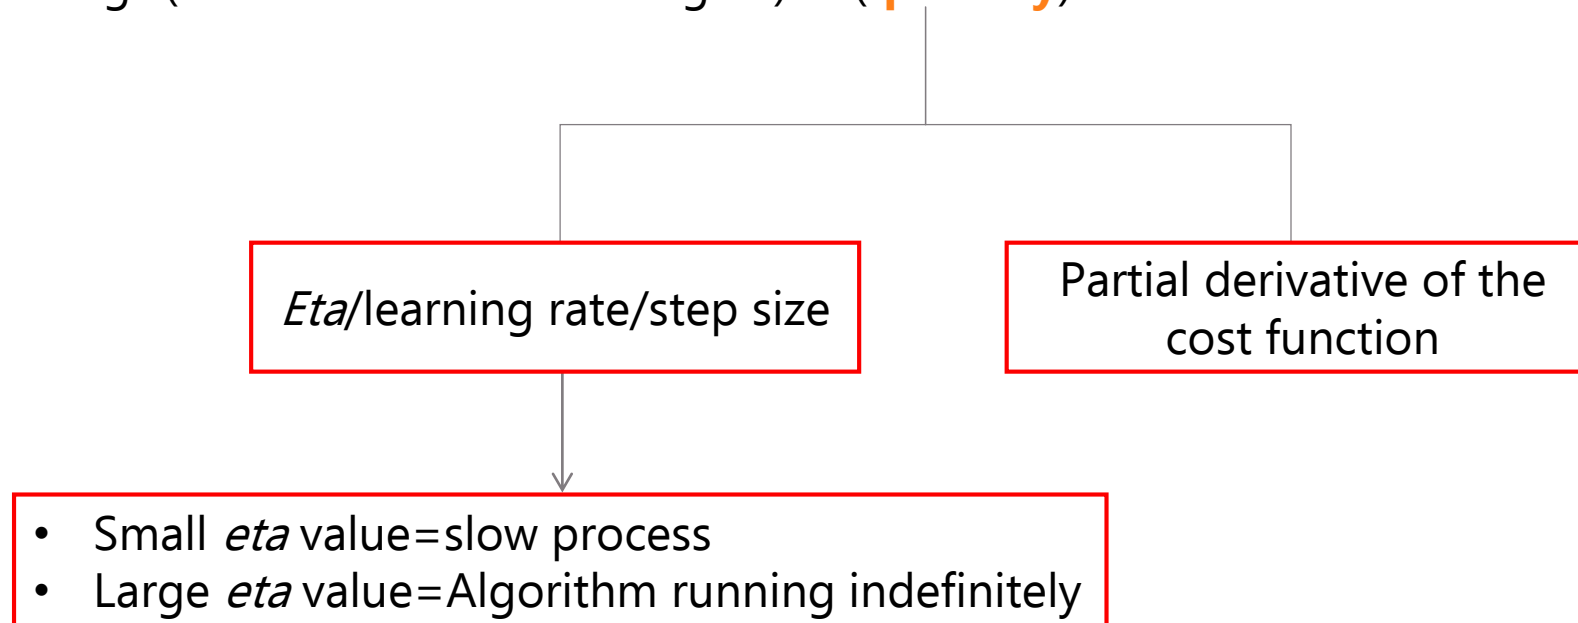 Eta/learning rate/step size
Partial derivative of the
cost function
• Small eta value=slow process
• Large eta value=Algorithm running indefinitely